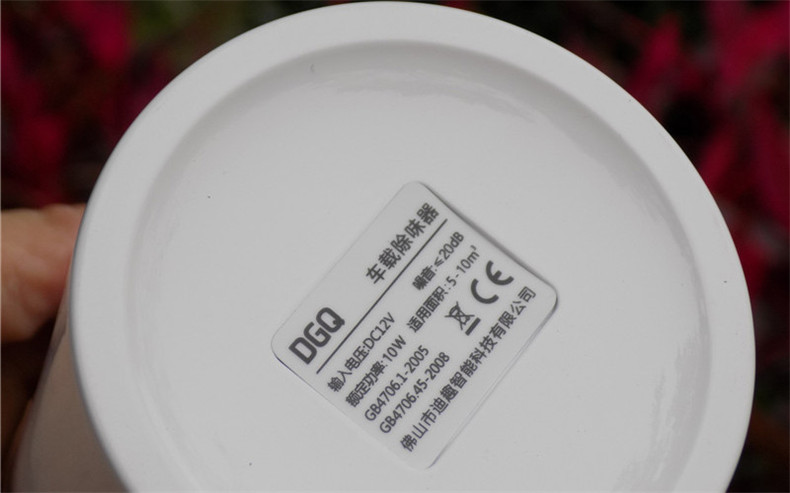 DGQ 车载除味器
输入电压:DC12V 噪音:≤20dB
额定功率:10W 适用面积:5-10m³
GB4706.1-2005
GB4706.45-2008
CE
佛山市迪趣智能科技有限公司